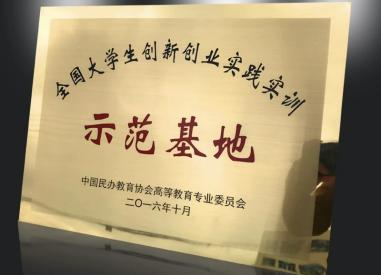 全国大学生创新创业实践实训
示范基地
中国民办教育协会高等教育专业委员会
二〇一六年十月